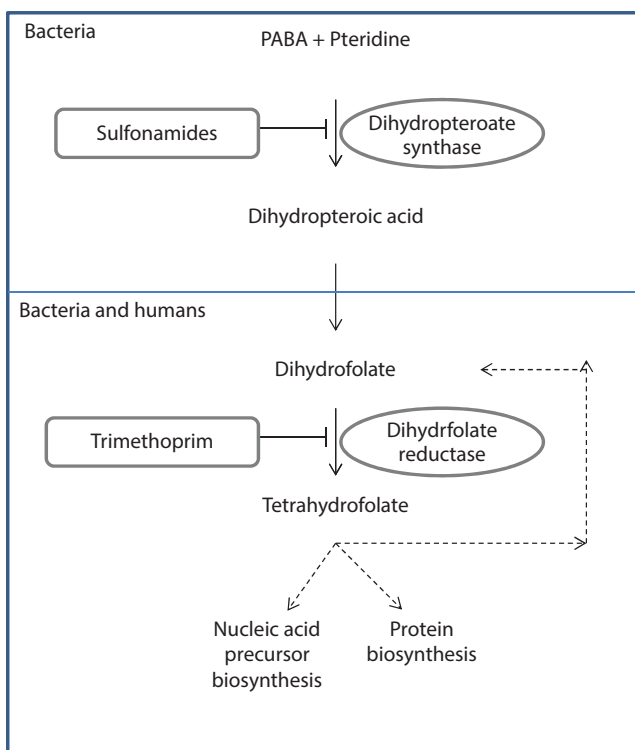 Bacteria
PABA + Pteridine
Sulfonamides
Dihydropteroate
synthase
Dihydropteroic acid
Bacteria and humans
Dihydrofolate
Trimethoprim
Dihydrfolate
reductase
Tetrahydrofolate
Nucleic acid
precursor
biosynthesis
Protein
biosynthesis